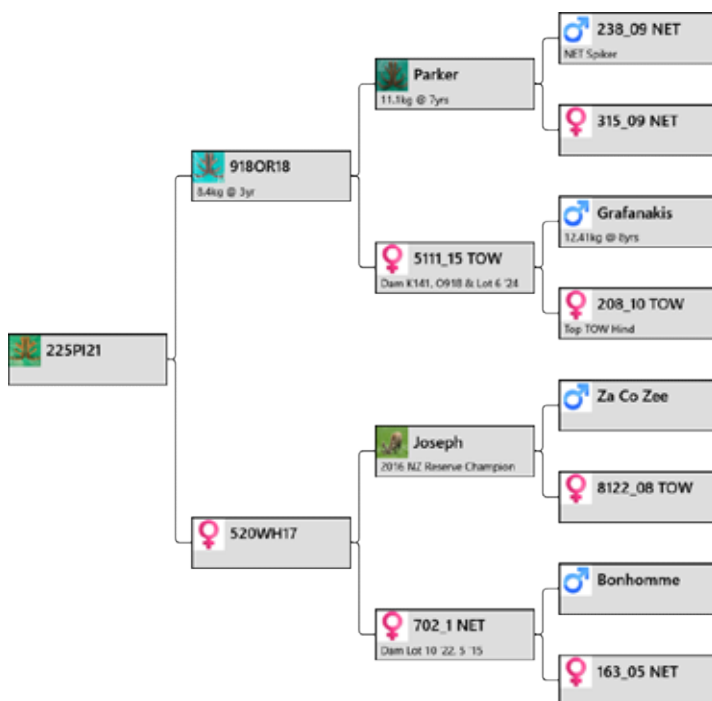 238_09 NET
NET Spiker
Parker
11.1kg @ 7yrs
315_09 NET
918OR18
8.4kg @ 3yr
Grafanakis
12.41kg @ 8yrs
5111_15 TOW
Dam K141, O918 & Lot 6 '24
208_10 TOW
Top TOW Hind
225PI21
Za Co Zee
Joseph
2016 NZ Reserve Champion
8122_08 TOW
520WH17
Bonhomme
702_1 NET
Dam Lot 10 '22, 5 '15
163_05 NET